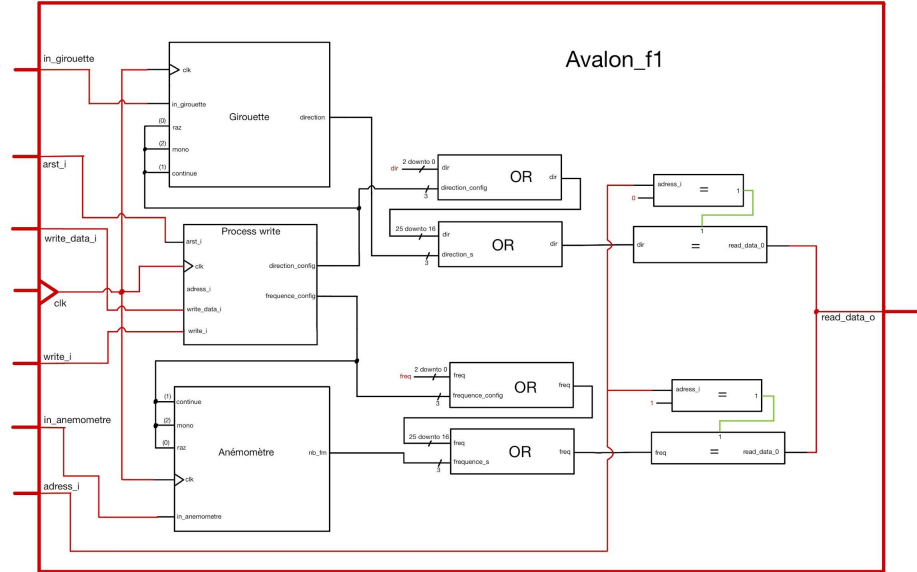 Avalon_f1
in_girouette
clk
in_girouette
Girouette
direction
(0)
raz
(2)
mono
(1)
continue
arst_i
write_data_i
clk
write_i
in_anemometre
adress_i
Process write
arst_i
clk
direction_config
adress_i
frequence_config
write_data_i
write_i
(1)
continue
(2)
mono
(0)
raz
Anémomètre
nb_fm
clk
in_anemometre
2 downto 0
dir
dir
OR
dir
direction_config
3
25 downto 16
dir
OR
dir
direction_s
3
adress_i
=
1
0
1
dir
=
read_data_0
read_data_o
2 downto 0
freq
freq
OR
freq
frequence_config
3
25 downto 16
freq
OR
freq
frequence_s
3
adress_i
=
1
1
1
freq
=
read_data_0